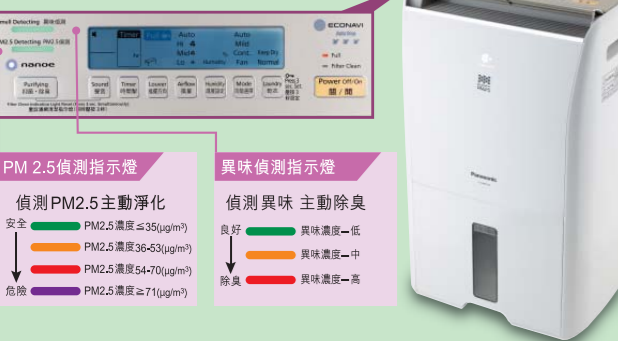 Smell Detecting 異味偵測
PM2.5 Detecting PM2.5偵測
nanoe
Purifying
Timer
Full
Auto
Auto
Hi
Mild
Cont.
Lo
Humidity
Fan
Normal
ECONAVI
Full
Filter Clean
Sound
Timer
Louver
Airflow
Humidity
Mode
Laundry
Power Off/On
開 / 關
PM 2.5偵測指示燈
偵測PM2.5主動淨化
安全
PM2.5濃度≦35(μg/m³)
PM2.5濃度36-53(μg/m³)
PM2.5濃度54-70(μg/m³)
危險
PM2.5濃度≧71(μg/m³)
異味偵測指示燈
偵測異味 主動除臭
良好
異味濃度—低
異味濃度—中
除臭
異味濃度—高
Panasonic